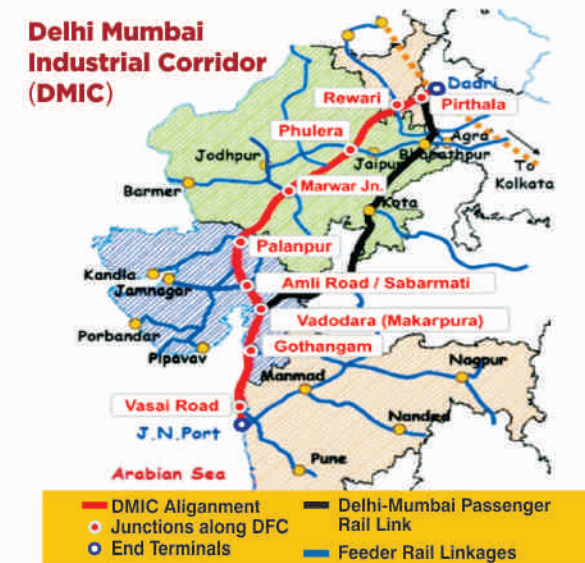 Delhi Mumbai
Industrial Corridor
(DMIC)
Dadri
Rewari
Pirthala
Phulera
Agra
Jodhpur
Jaipur
Bharathpur
To
Kolkata
Barmer
Marwar Jn.
Kota
Palanpur
Kandla
Amli Road / Sabarmati
Jamnagar
Vadodara (Makarpura)
Porbandar
Gothangam
Pipavav
Nagpur
Manmad
Vasai Road
Nanded
J.N.Port
Pune
Arabian Sea
DMIC Aliganment
Junctions along DFC
End Terminals
Delhi-Mumbai Passenger
Rail Link
Feeder Rail Linkages